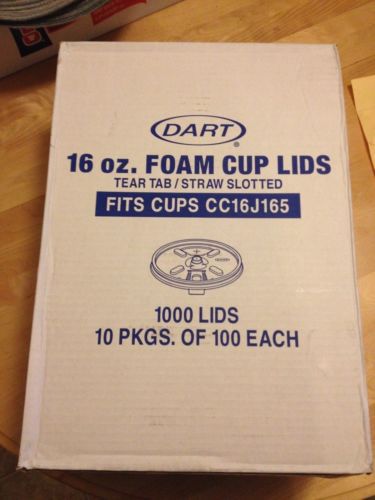 DART®
16 oz. FOAM CUP LIDS
TEAR TAB / STRAW SLOTTED
FITS CUPS CC16J165
1000 LIDS
10 PKGS. OF 100 EACH